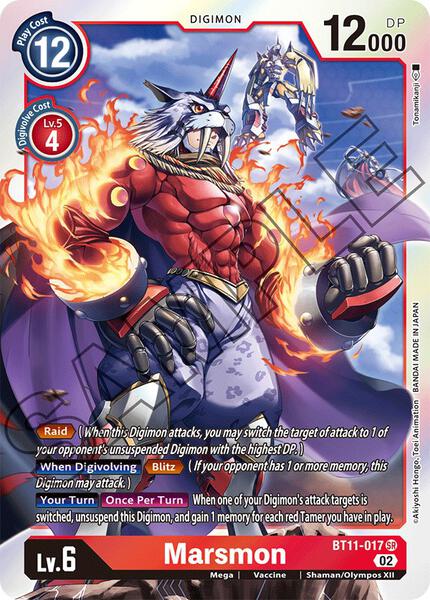 Play Cost
12
DIGIMON
DP
12000
Digivolve Cost
Lv.5
4
Tonamikanji
SAMPLE
©Akiyoshi Hongo, Toei Animation BANDAI MADE IN JAPAN
Raid (When this Digimon attacks, you may switch the target of attack to 1 of
your opponent's unsuspended Digimon with the highest DP.)
When Digivolving Blitz (If your opponent has 1 or more memory, this
Digimon may attack.)
Your Turn Once Per Turn When one of your Digimon's attack targets is
switched, unsuspend this Digimon, and gain 1 memory for each red Tamer you have in play.
Lv.6
Marsmon
BT11-017 SR
02
Mega | Vaccine | Shaman/Olympos XII